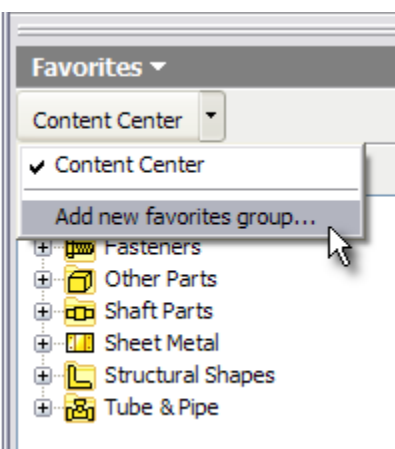 Favorites
Content Center
Content Center
Add new favorites group...
Fasteners
Other Parts
Shaft Parts
Sheet Metal
Structural Shapes
Tube & Pipe